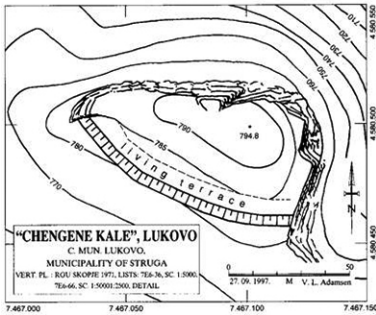 710
720
730
740
750
760
770
4.580.550
4.580.500
4.580.450
790
794.8
785
780
770
living terrace
"CHENGENE KALE", LUKOVO
C. MUN. LUKOVO,
MUNICIPALITY OF STRUGA
VERT. PL. : RGU SKOPJE 1971, LISTS: 7E6-36, SC. 1:5000,
7E6-66, SC. 1:5000/1:2500, DETAIL
N
0
27. 09. 1997. M V. L. Adamsen
7.467.000
7.467.050
7.467.100
7.467.150